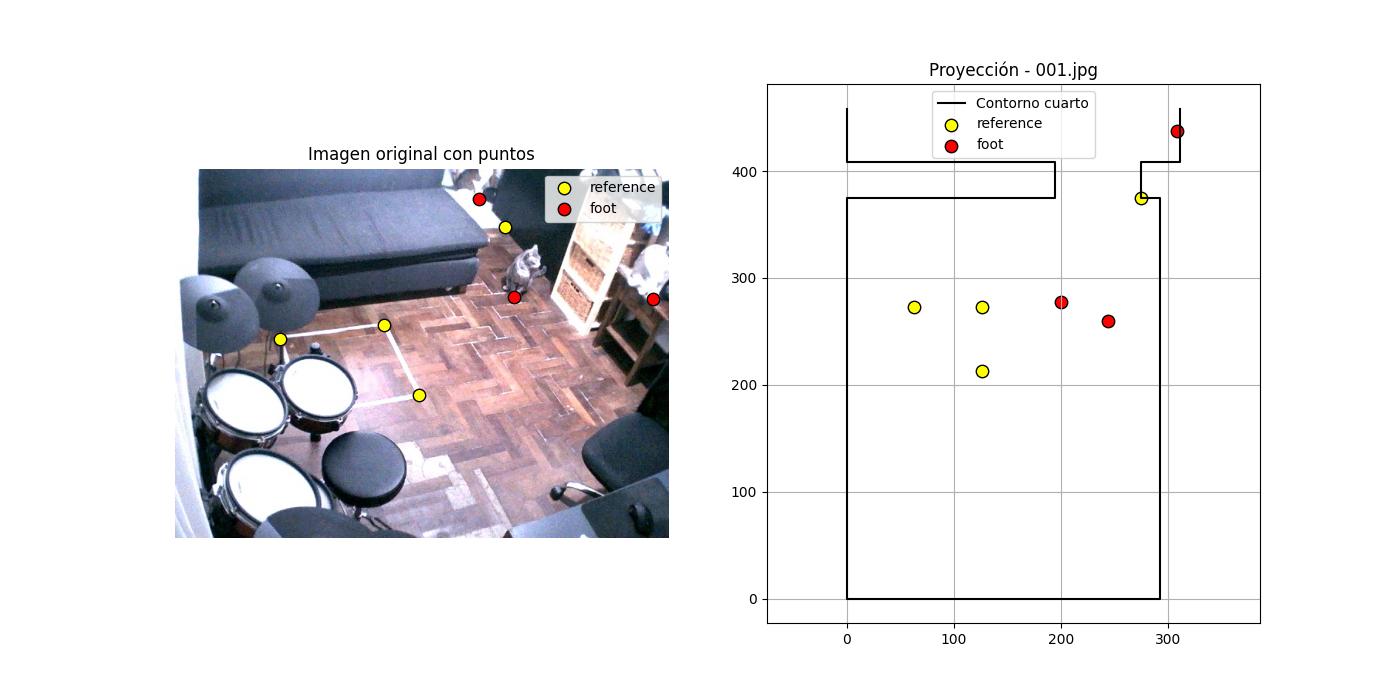 Imagen original con puntos
reference
foot
Proyección - 001.jpg
Contorno cuarto
reference
foot
400
300
200
100
0
0
100
200
300